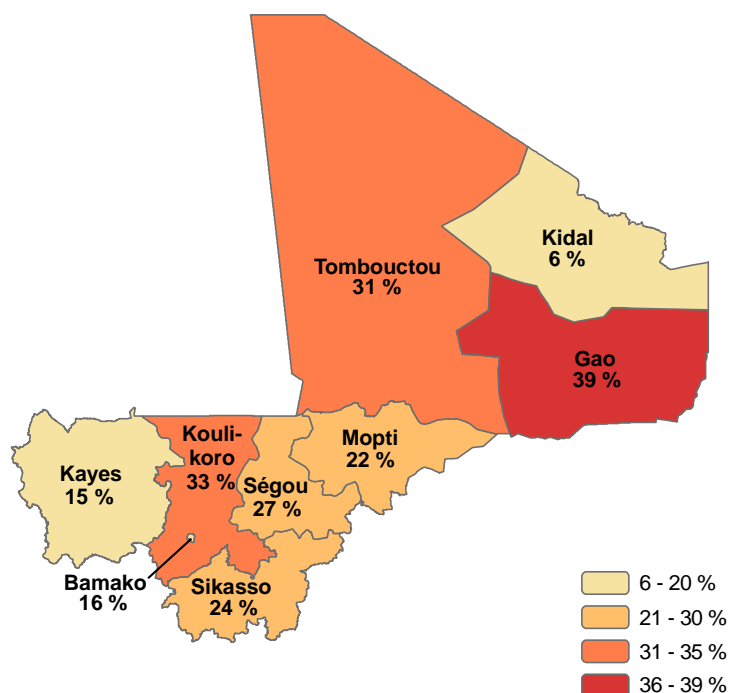 Kidal
6 %
Tombouctou
31 %
Gao
39 %
Kouli-
koro
33 %
Mopti
22 %
Kayes
15 %
Ségou
27 %
Bamako
16 %
Sikasso
24 %
6 - 20 %
21 - 30 %
31 - 35 %
36 - 39 %